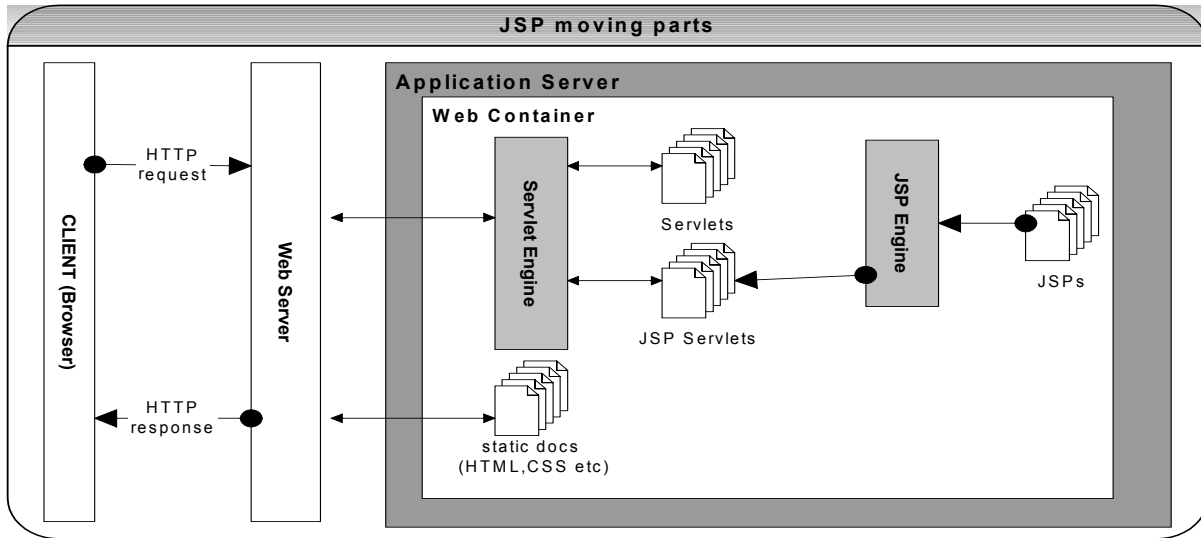 JSP moving parts
Application Server
Web Container
CLIENT (Browser)
HTTP
request
HTTP
response
Web Server
Servlet Engine
Servlets
JSP Servlets
static docs
(HTML,CSS etc)
JSP Engine
JSPs